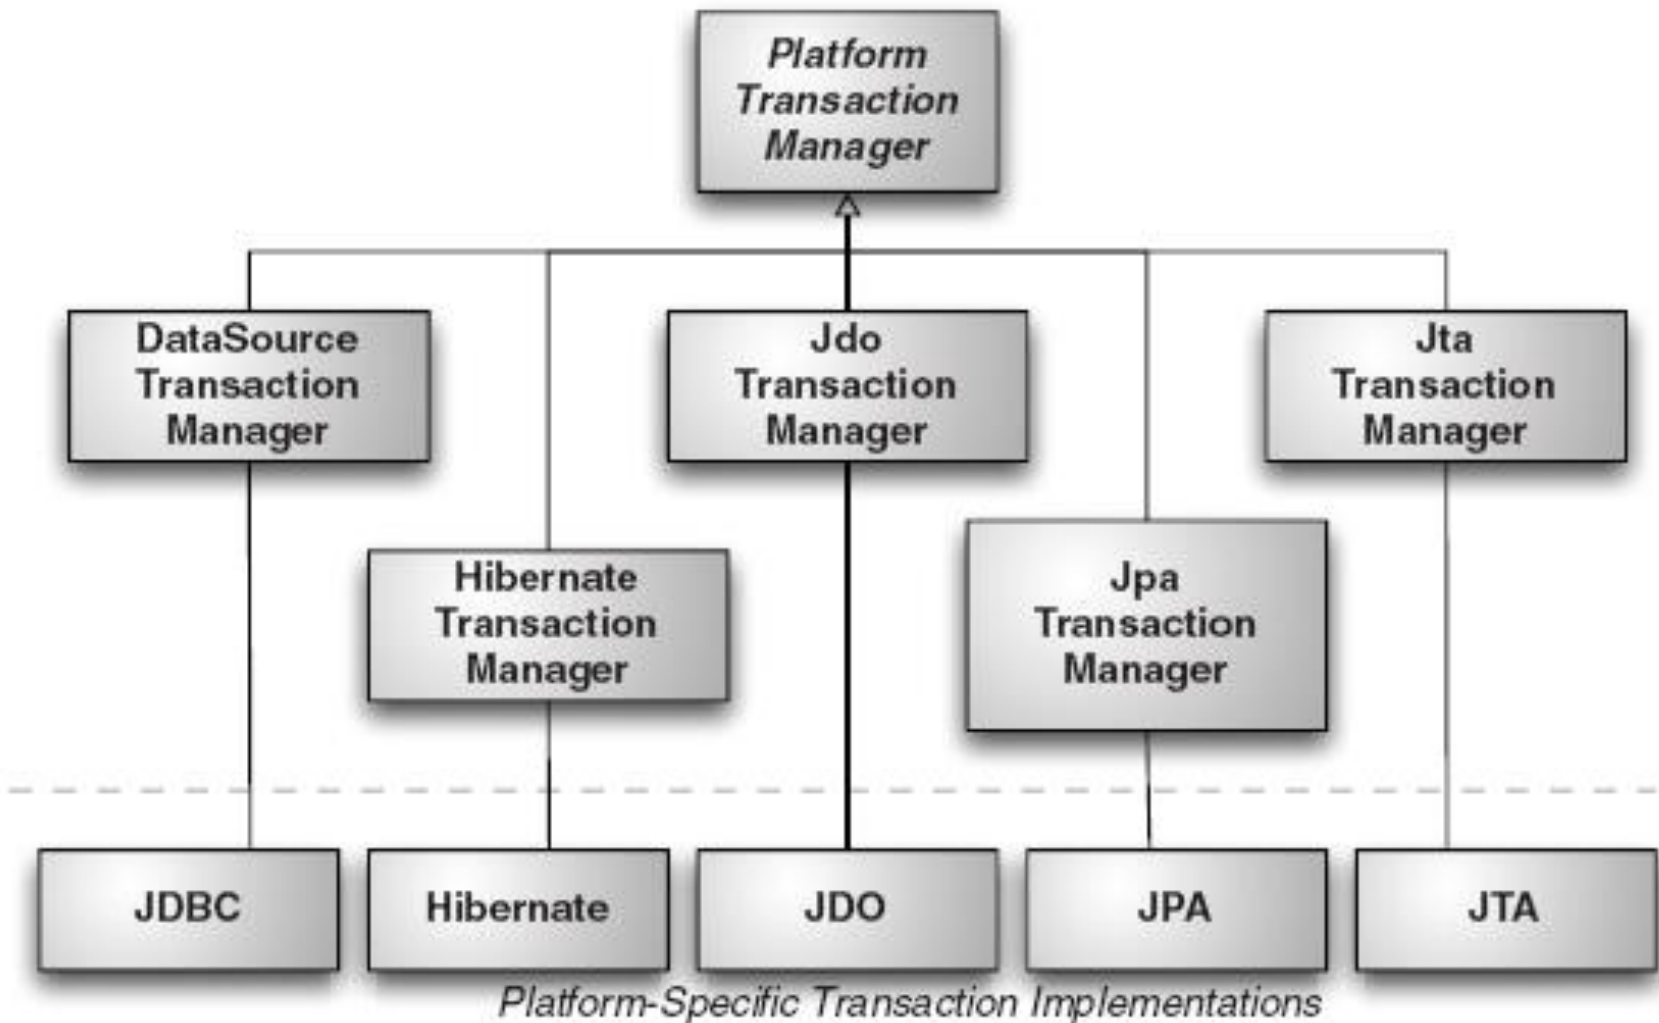 Platform
Transaction
Manager
DataSource
Transaction
Manager
Jdo
Transaction
Manager
Jta
Transaction
Manager
Hibernate
Transaction
Manager
Jpa
Transaction
Manager
JDBC
Hibernate
JDO
JPA
JTA
Platform-Specific Transaction Implementations